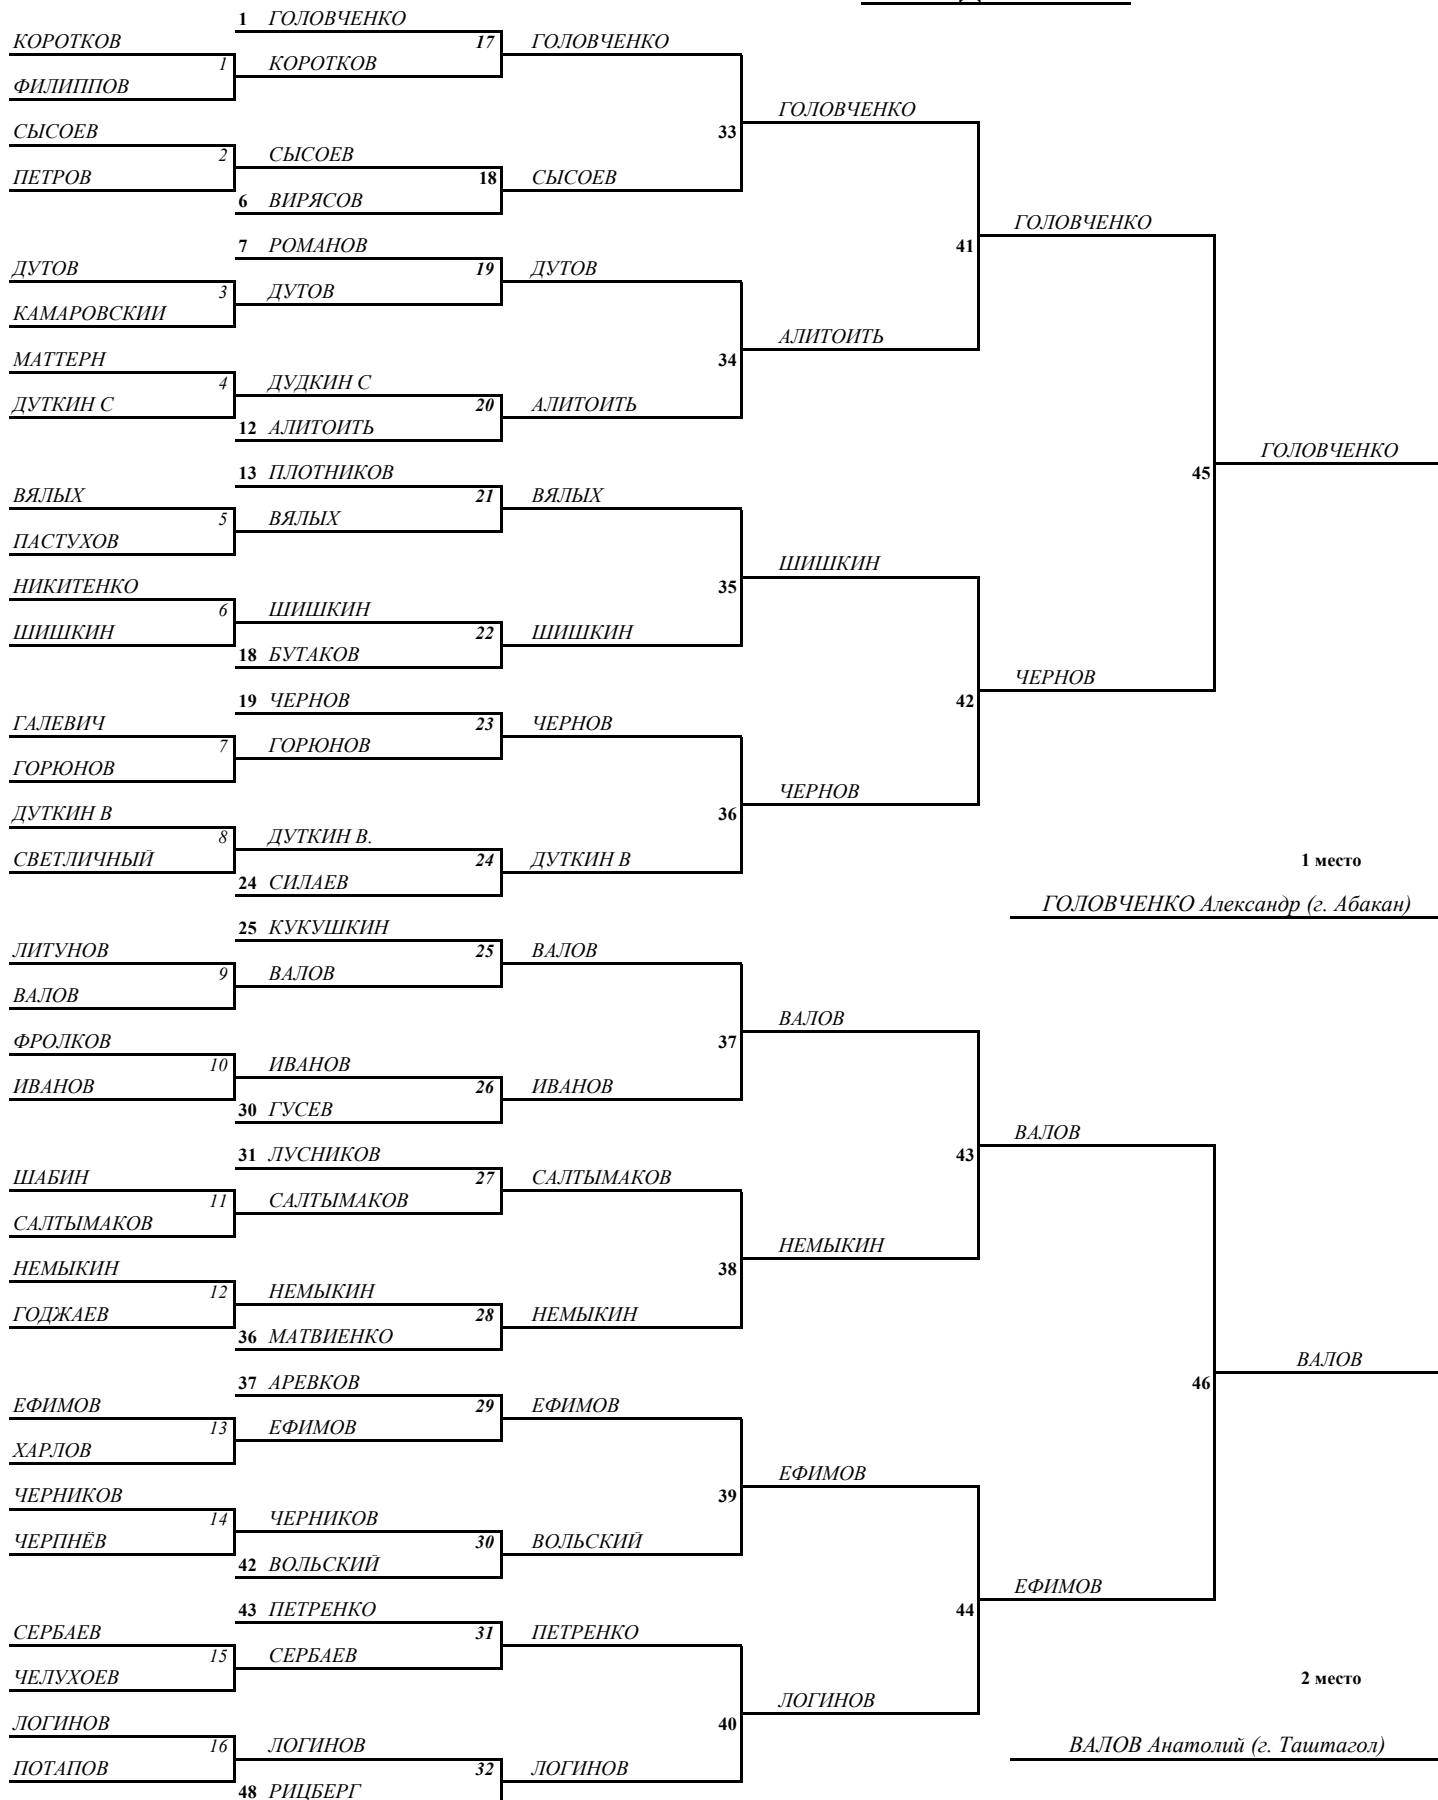 1 ГОЛОВЧЕНКО
КОРОТКОВ
17 ГОЛОВЧЕНКО
1 КОРОТКОВ
ФИЛИППОВ
ГОЛОВЧЕНКО
СЫСОЕВ
33
2 СЫСОЕВ
ПЕТРОВ
18 СЫСОЕВ
6 ВИРЯСОВ
ГОЛОВЧЕНКО
7 РОМАНОВ
41
ДУТОВ
19 ДУТОВ
3 ДУТОВ
КАМАРОВСКИИ
АЛИТОИТЬ
МАТТЕРН
34
4 ДУДКИН С
ДУТКИН С
20 АЛИТОИТЬ
12 АЛИТОИТЬ
ГОЛОВЧЕНКО
13 ПЛОТНИКОВ
45
ВЯЛЫХ
21 ВЯЛЫХ
5 ВЯЛЫХ
ПАСТУХОВ
ШИШКИН
НИКИТЕНКО
35
6 ШИШКИН
ШИШКИН
22 ШИШКИН
18 БУТАКОВ
ЧЕРНОВ
19 ЧЕРНОВ
42
ГАЛЕВИЧ
23 ЧЕРНОВ
7 ГОРЮНОВ
ГОРЮНОВ
ЧЕРНОВ
ДУТКИН В
36
8 ДУТКИН В.
СВЕТЛИЧНЫЙ
24 ДУТКИН В
1 место
24 СИЛАЕВ
ГОЛОВЧЕНКО Александр (г. Абакан)
25 КУКУШКИН
ЛИТУНОВ
25 ВАЛОВ
9 ВАЛОВ
ВАЛОВ
ВАЛОВ
ФРОЛКОВ
37
10 ИВАНОВ
ИВАНОВ
26 ИВАНОВ
30 ГУСЕВ
ВАЛОВ
31 ЛУСНИКОВ
43
ШАБИН
27 САЛТЫМАКОВ
11 САЛТЫМАКОВ
САЛТЫМАКОВ
НЕМЫКИН
НЕМЫКИН
38
12 НЕМЫКИН
ГОДЖАЕВ
28 НЕМЫКИН
36 МАТВИЕНКО
ВАЛОВ
37 АРЕВКОВ
46
ЕФИМОВ
29 ЕФИМОВ
13 ЕФИМОВ
ХАРЛОВ
ЕФИМОВ
ЧЕРНИКОВ
39
14 ЧЕРНИКОВ
ЧЕРПНЁВ
30 ВОЛЬСКИЙ
42 ВОЛЬСКИЙ
ЕФИМОВ
43 ПЕТРЕНКО
44
СЕРБАЕВ
31 ПЕТРЕНКО
15 СЕРБАЕВ
ЧЕЛУХОЕВ
2 место
ЛОГИНОВ
ЛОГИНОВ
40
16 ЛОГИНОВ
ВАЛОВ Анатолий (г. Таштагол)
ПОТАПОВ
32 ЛОГИНОВ
48 РИЦБЕРГ